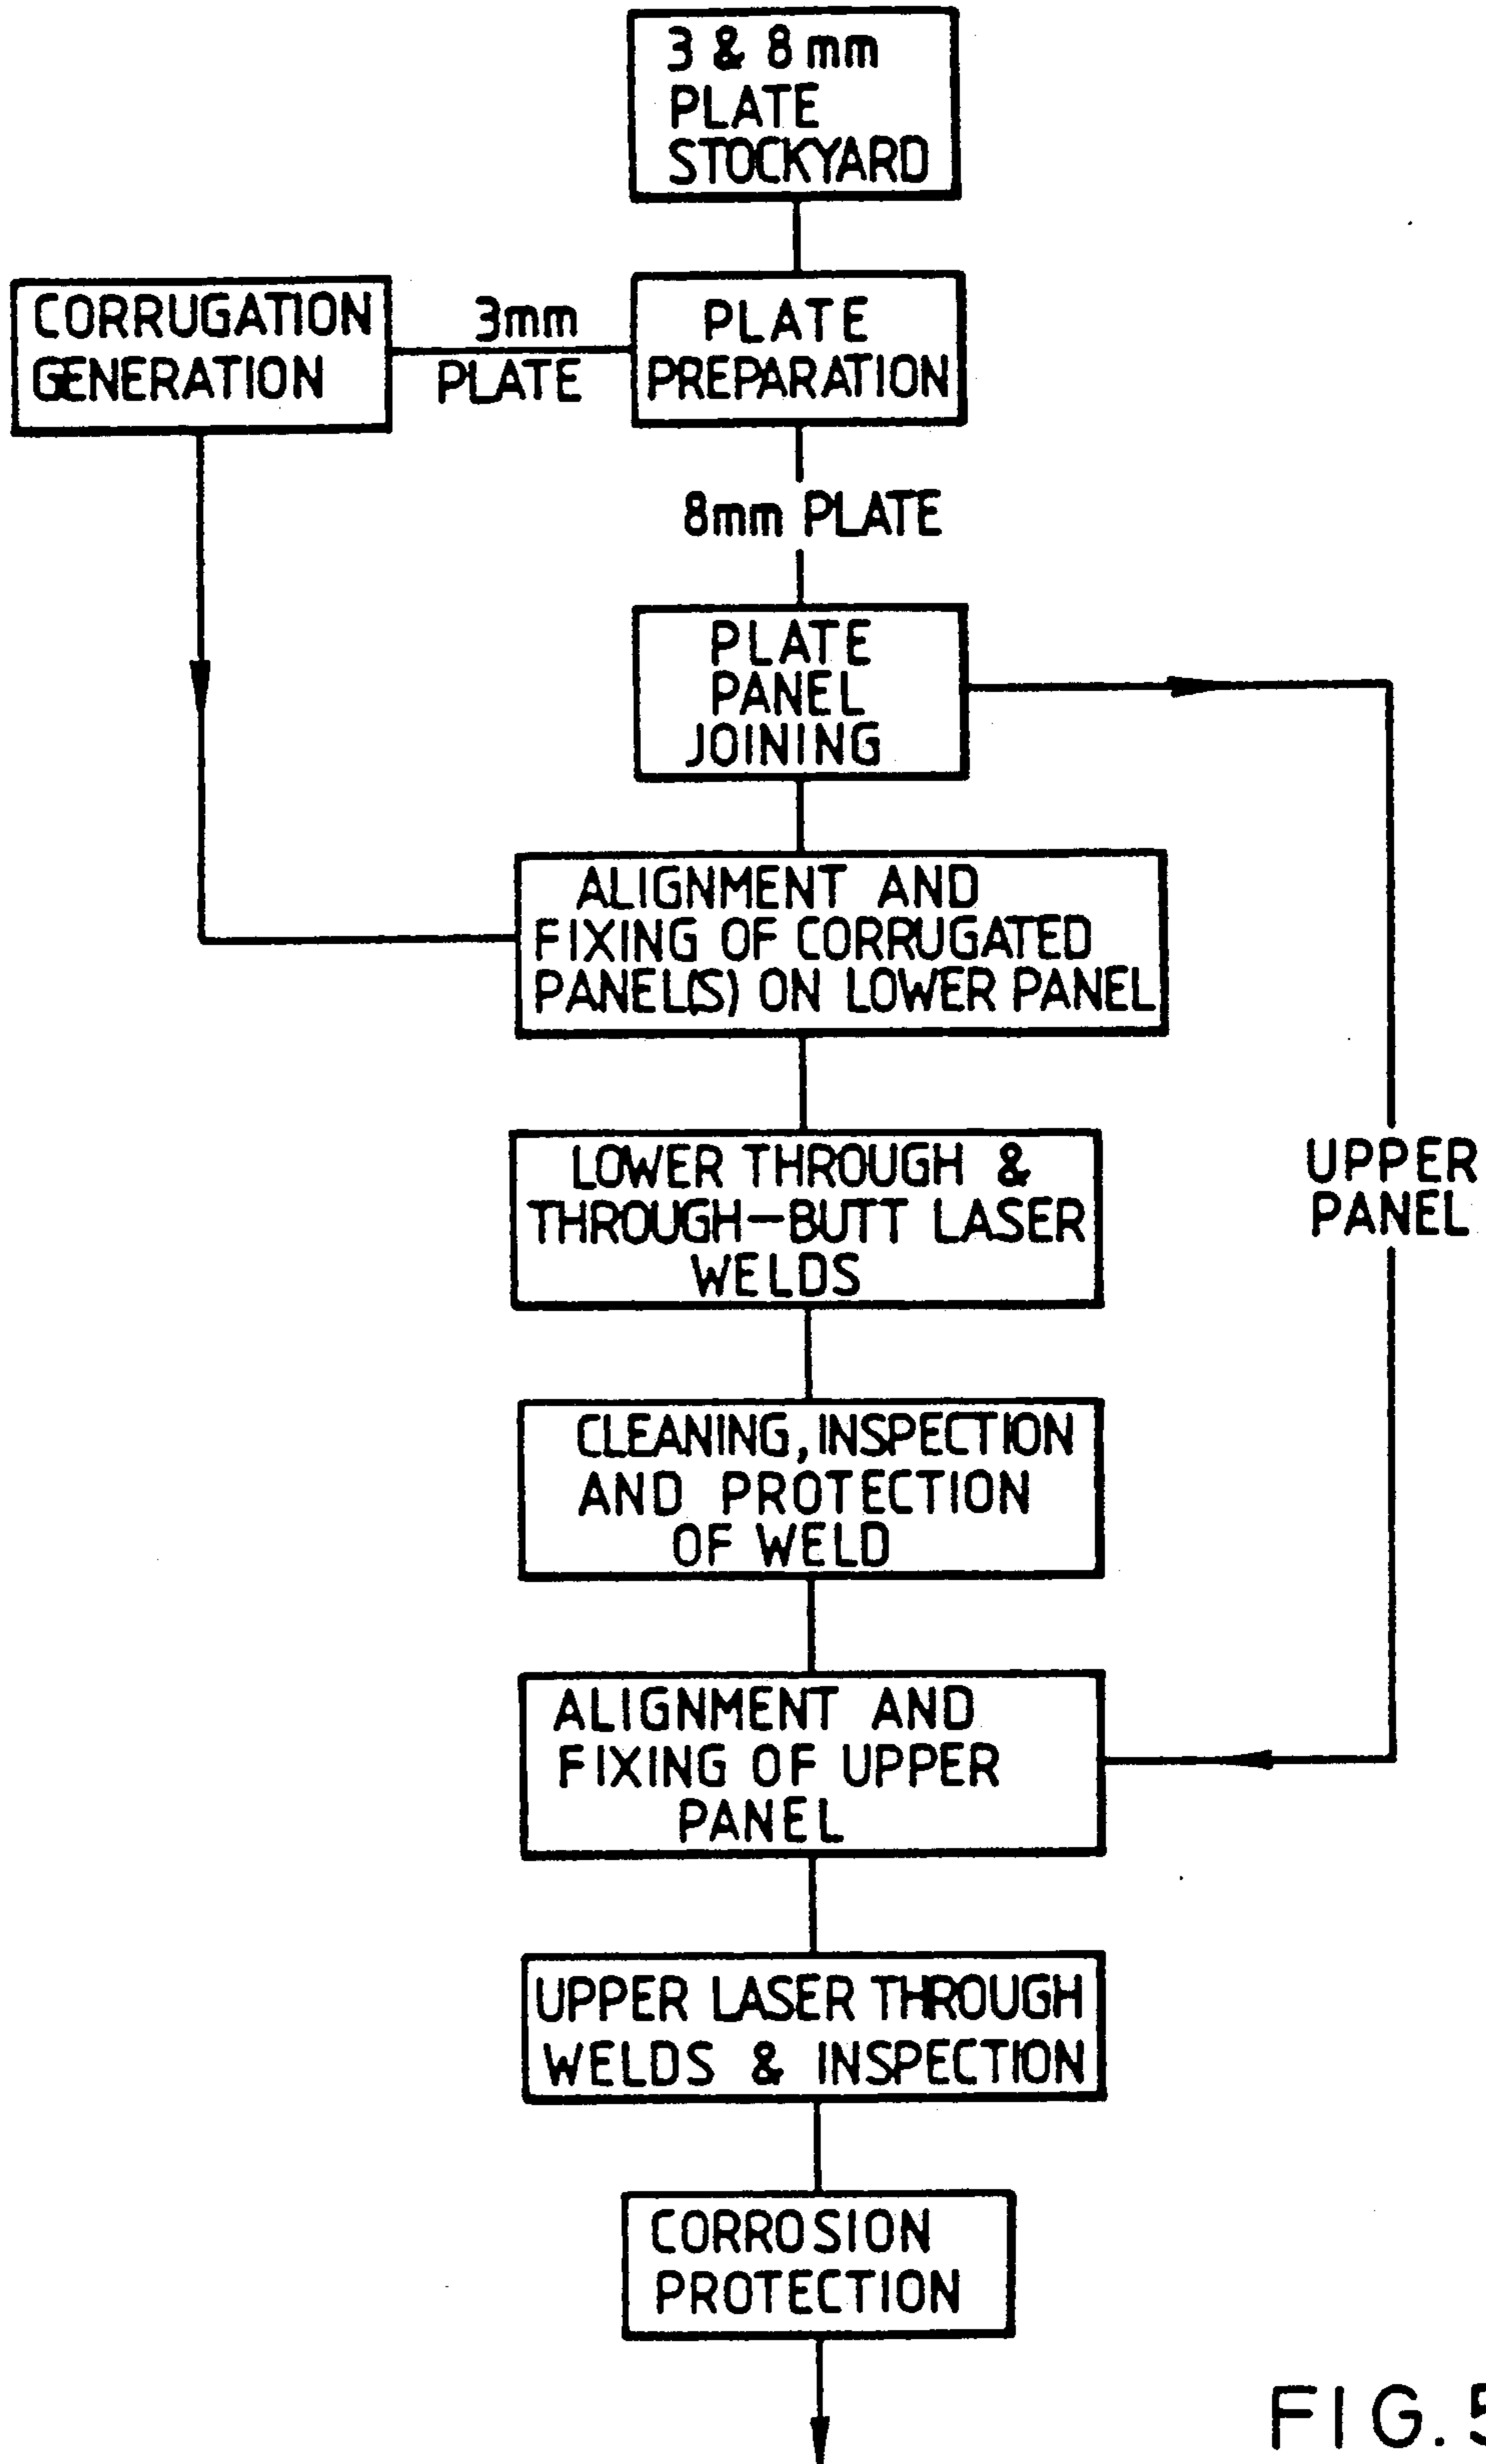 3 & 8mm
PLATE
STOCKYARD
CORRUGATION
GENERATION
3mm
PLATE
PLATE
PREPARATION
8mm PLATE
PLATE
PANEL
JOINING
ALIGNMENT AND
FIXING OF CORRUGATED
PANEL(S) ON LOWER PANEL
LOWER THROUGH &
THROUGH-BUTT LASER
WELDS
UPPER
PANEL
CLEANING, INSPECTION
AND PROTECTION
OF WELD
ALIGNMENT AND
FIXING OF UPPER
PANEL
UPPER LASER THROUGH
WELDS & INSPECTION
CORROSION
PROTECTION
FIG. 5